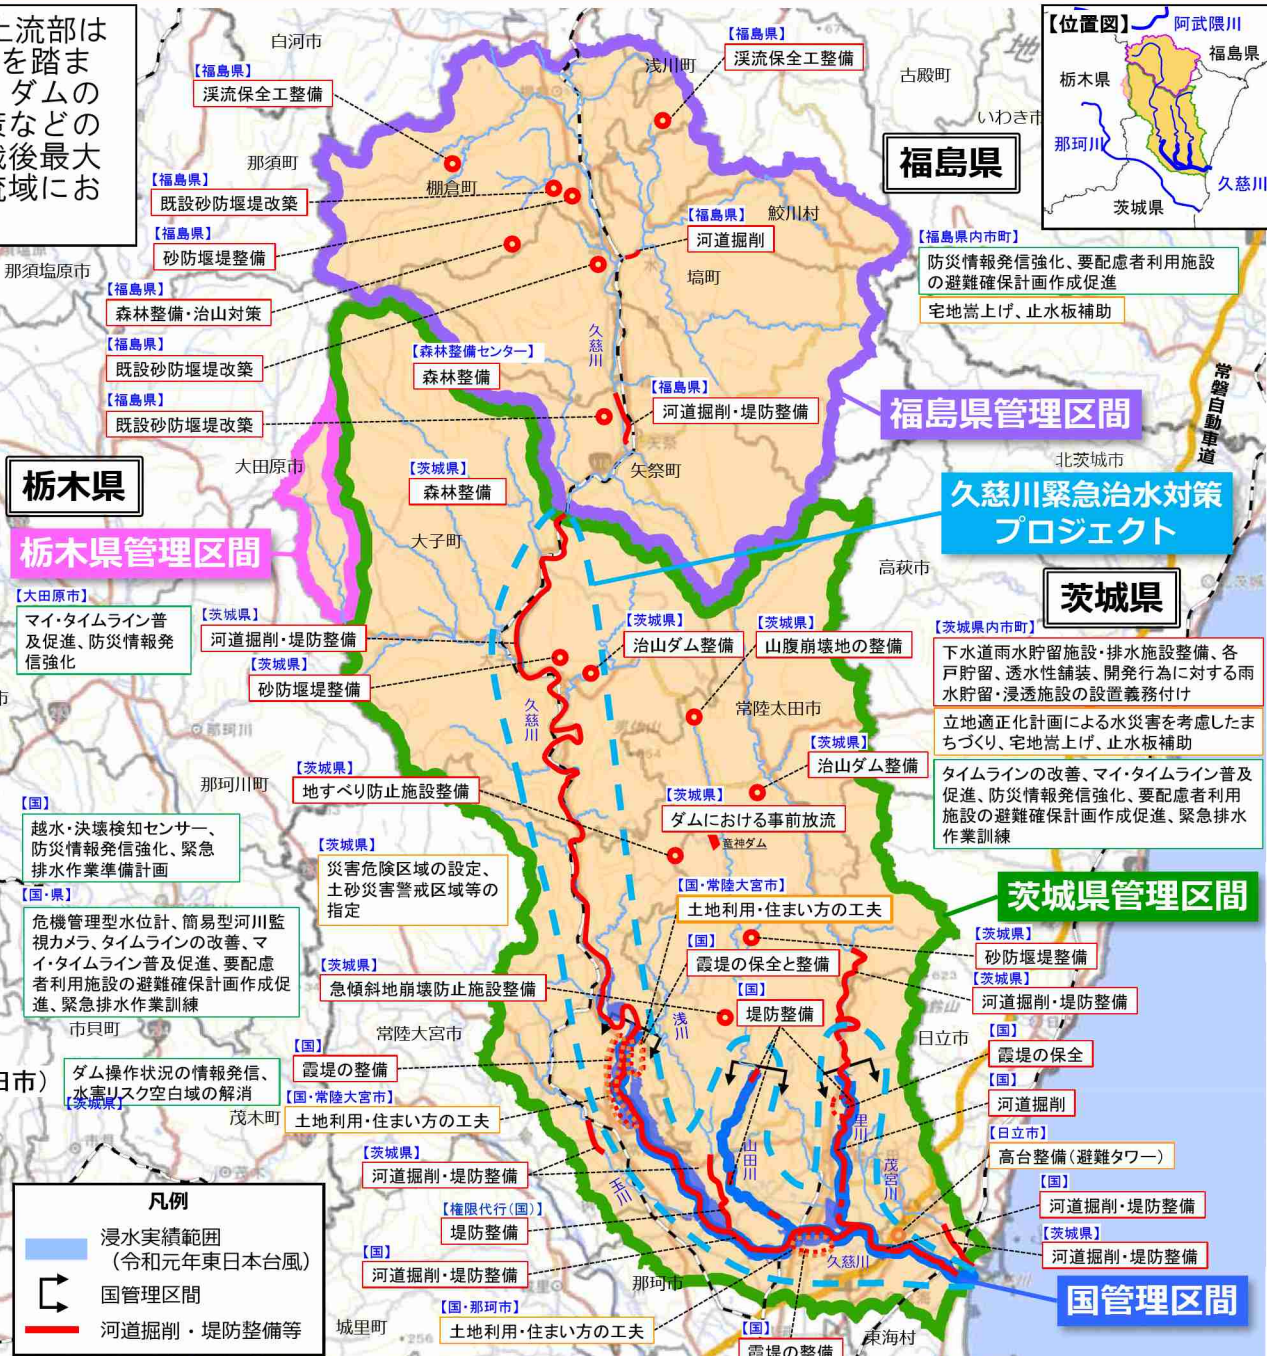 上流部は
を踏ま
ダムの
策などの
戦後最大
流域にお
【位置図】
阿武隈川
福島県
栃木県
那珂川
久慈川
茨城県
白河市
浅川町
古殿町
いわき市
那須町
棚倉町
鮫川村
那須塩原市
塙町
【福島県】
渓流保全工整備
【福島県】
渓流保全工整備
福島県
【福島県】
既設砂防堰堤改築
【福島県】
砂防堰堤整備
【福島県】
河道掘削
【福島県内市町】
防災情報発信強化、要配慮者利用施設
の避難確保計画作成促進
宅地嵩上げ、止水板補助
【福島県】
森林整備・治山対策
【福島県】
既設砂防堰堤改築
【福島県】
既設砂防堰堤改築
久慈川
【森林整備センター】
森林整備
【福島県】
河道掘削・堤防整備
福島県管理区間
常磐自動車道
北茨城市
大田原市
矢祭町
栃木県
栃木県管理区間
【茨城県】
森林整備
久慈川緊急治水対策
プロジェクト
大子町
高萩市
茨城県
【大田原市】
マイ・タイムライン普
及促進、防災情報発
信強化
【茨城県】
河道掘削・堤防整備
【茨城県】
砂防堰堤整備
【茨城県】
治山ダム整備
【茨城県】
山腹崩壊地の整備
【茨城県内市町】
下水道雨水貯留施設・排水施設整備、各
戸貯留、透水性舗装、開発行為に対する雨
水貯留・浸透施設の設置義務付け
立地適正化計画による水災害を考慮したま
ちづくり、宅地嵩上げ、止水板補助
タイムラインの改善、マイ・タイムライン普及
促進、防災情報発信強化、要配慮者利用
施設の避難確保計画作成促進、緊急排水
作業訓練
久慈川
常陸太田市
那珂川
那珂川町
【茨城県】
地すべり防止施設整備
【茨城県】
治山ダム整備
【茨城県】
ダムにおける事前放流
竜神ダム
【国】
越水・決壊検知センサー、
防災情報発信強化、緊急
排水作業準備計画
【茨城県】
災害危険区域の設定、
土砂災害警戒区域等の
指定
茨城県管理区間
【国・県】
危機管理型水位計、簡易型河川監
視カメラ、タイムラインの改善、マ
イ・タイムライン普及促進、要配慮
者利用施設の避難確保計画作成促
進、緊急排水作業訓練
【国・常陸大宮市】
土地利用・住まい方の工夫
【国】
霞堤の保全と整備
【茨城県】
砂防堰堤整備
【茨城県】
急傾斜地崩壊防止施設整備
【国】
堤防整備
【茨城県】
河道掘削・堤防整備
623
市貝町
常陸大宮市
浅川
日立市
【国】
霞堤の整備
【国】
霞堤の保全
日市）
ダム操作状況の情報発信、
水害リスク空白域の解消
【茨城県】
茂木町
【国・常陸大宮市】
土地利用・住まい方の工夫
【国】
河道掘削
里川
山田川
茂宮川
玉川
【日立市】
高台整備（避難タワー）
【茨城県】
河道掘削・堤防整備
【権限代行（国）】
堤防整備
【国】
河道掘削・堤防整備
【国】
河道掘削・堤防整備
【茨城県】
河道掘削・堤防整備
久慈川
那珂市
【国・那珂市】
土地利用・住まい方の工夫
【国】
霞堤の整備
国管理区間
東海村
城里町
256
凡例
浸水実績範囲
（令和元年東日本台風）
国管理区間
河道掘削・堤防整備等